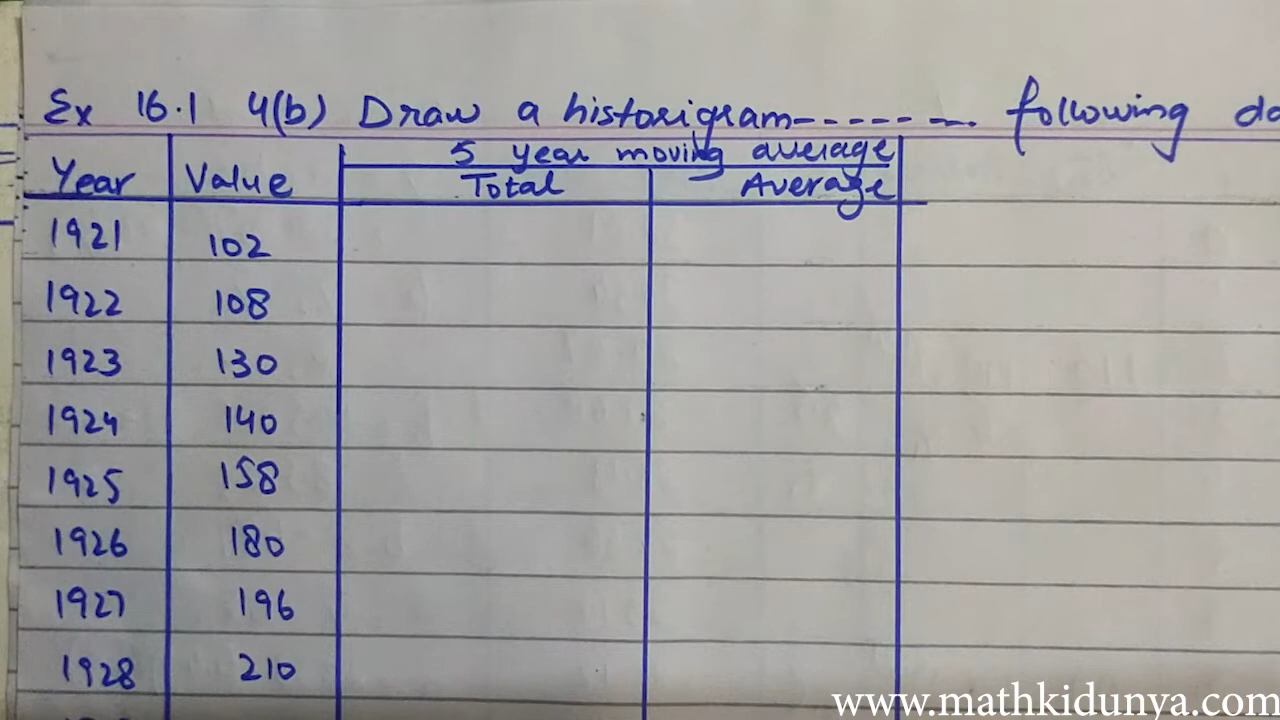 Ex 16.1 4(b) Draw a historigram------- following da
5 year moving average
Year Value Total Average
1921 102
1922 108
1923 130
1924 140
1925 158
1926 180
1927 196
1928 210
www.mathkidunya.com